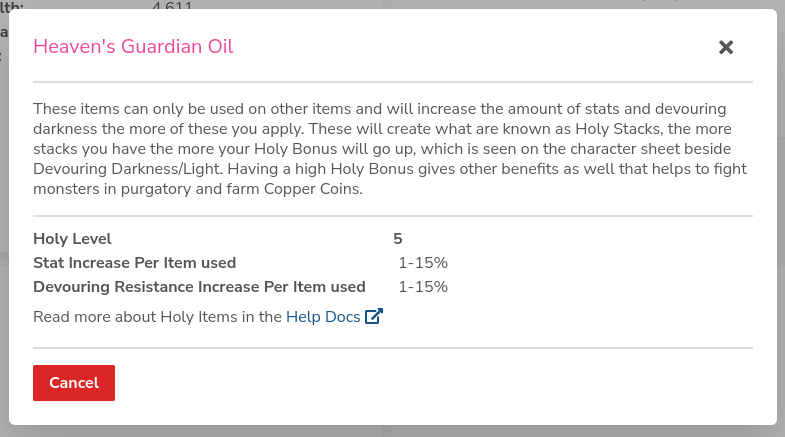 lth:
4,611
Heaven's Guardian Oil
These items can only be used on other items and will increase the amount of stats and devouring
darkness the more of these you apply. These will create what are known as Holy Stacks, the more
stacks you have the more your Holy Bonus will go up, which is seen on the character sheet beside
Devouring Darkness/Light. Having a high Holy Bonus gives other benefits as well that helps to fight
monsters in purgatory and farm Copper Coins.
Holy Level 5
Stat Increase Per Item used 1-15%
Devouring Resistance Increase Per Item used 1-15%
Read more about Holy Items in the Help Docs
Cancel